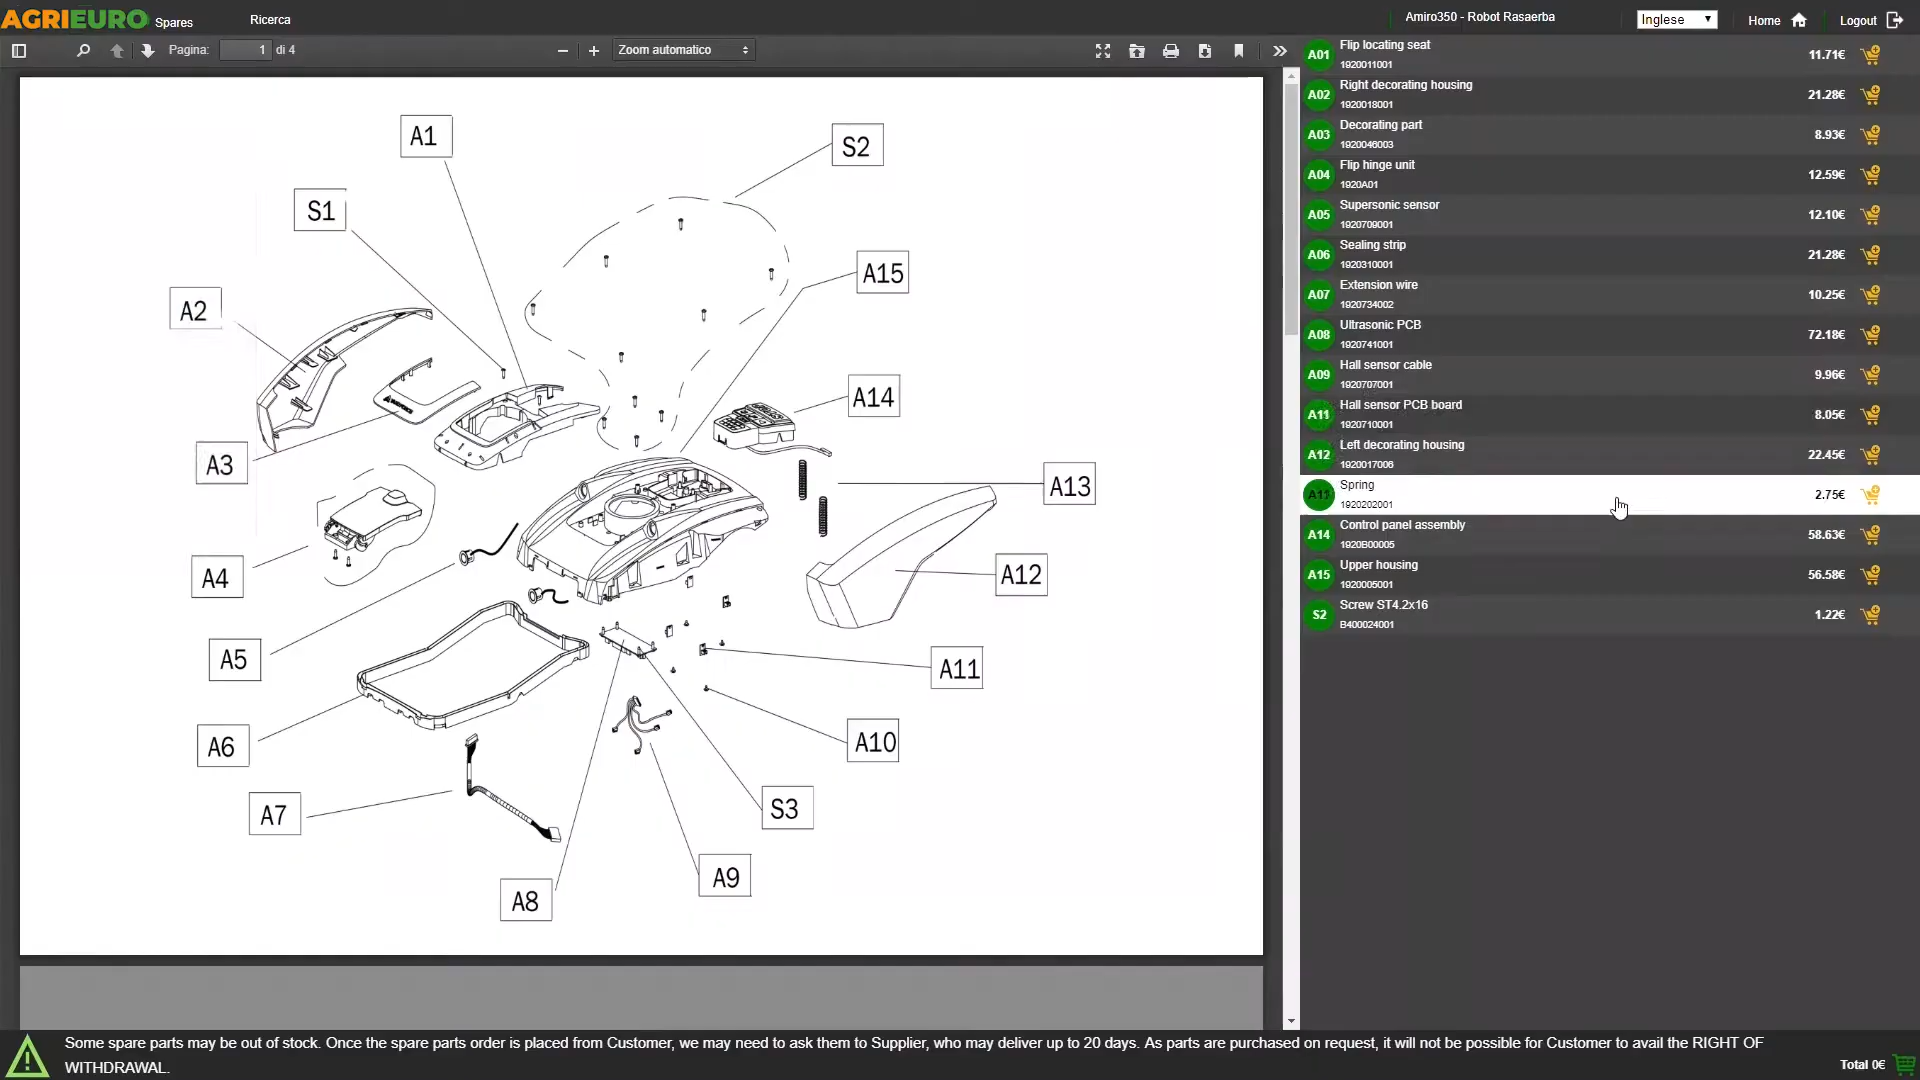 AGRIEURO Spares
Ricerca
Amiro350 - Robot Rasaerba
Inglese
Home
Logout
Pagina: 1 di 4
Zoom automatico
A1
S2
S1
A15
A2
A14
A3
A13
A4
A12
A5
A11
A6
A10
A7
S3
A9
A8
A01 Flip locating seat 11.71€
1920011001
A02 Right decorating housing 21.28€
1920018001
A03 Decorating part 8.93€
1920046003
A04 Flip hinge unit 12.59€
1920A01
A05 Supersonic sensor 12.10€
1920709001
A06 Sealing strip 21.28€
1920310001
A07 Extension wire 10.25€
1920734002
A08 Ultrasonic PCB 72.18€
1920741001
A09 Hall sensor cable 9.96€
1920707001
A11 Hall sensor PCB board 8.05€
1920710001
A12 Left decorating housing 22.45€
1920017006
A13 Spring 2.75€
1920202001
A14 Control panel assembly 58.63€
1920B00005
A15 Upper housing 56.58€
1920005001
S2 Screw ST4.2x16 1.22€
B400024001
Some spare parts may be out of stock. Once the spare parts order is placed from Customer, we may need to ask them to Supplier, who may deliver up to 20 days. As parts are purchased on request, it will not be possible for Customer to avail the RIGHT OF
WITHDRAWAL.
Total 0€